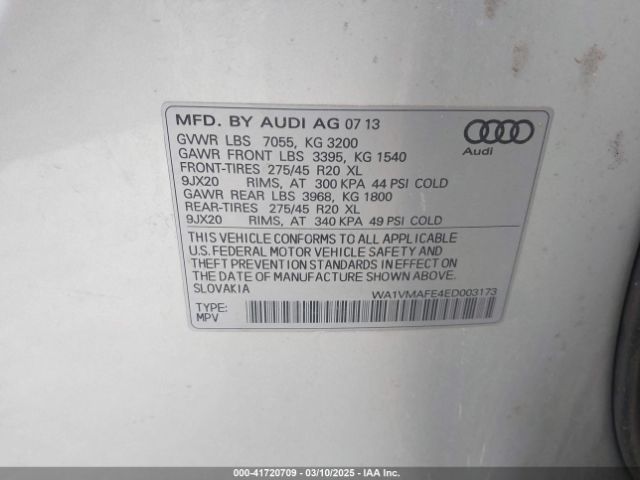 MFD. BY AUDI AG 07 13
GVWR LBS 7055, KG 3200
GAWR FRONT LBS 3395, KG 1540
FRONT-TIRES 275/45 R20 XL
9JX20 RIMS, AT 300 KPA 44 PSI COLD
GAWR REAR LBS 3968, KG 1800
REAR-TIRES 275/45 R20 XL
9JX20 RIMS, AT 340 KPA 49 PSI COLD
Audi
THIS VEHICLE CONFORMS TO ALL APPLICABLE
U.S. FEDERAL MOTOR VEHICLE SAFETY AND
THEFT PREVENTION STANDARDS IN EFFECT ON
THE DATE OF MANUFACTURE SHOWN ABOVE.
SLOVAKIA
WA1VMAFE4ED003173
TYPE:
MPV
000-41720709 - 03/10/2025 - IAA Inc.